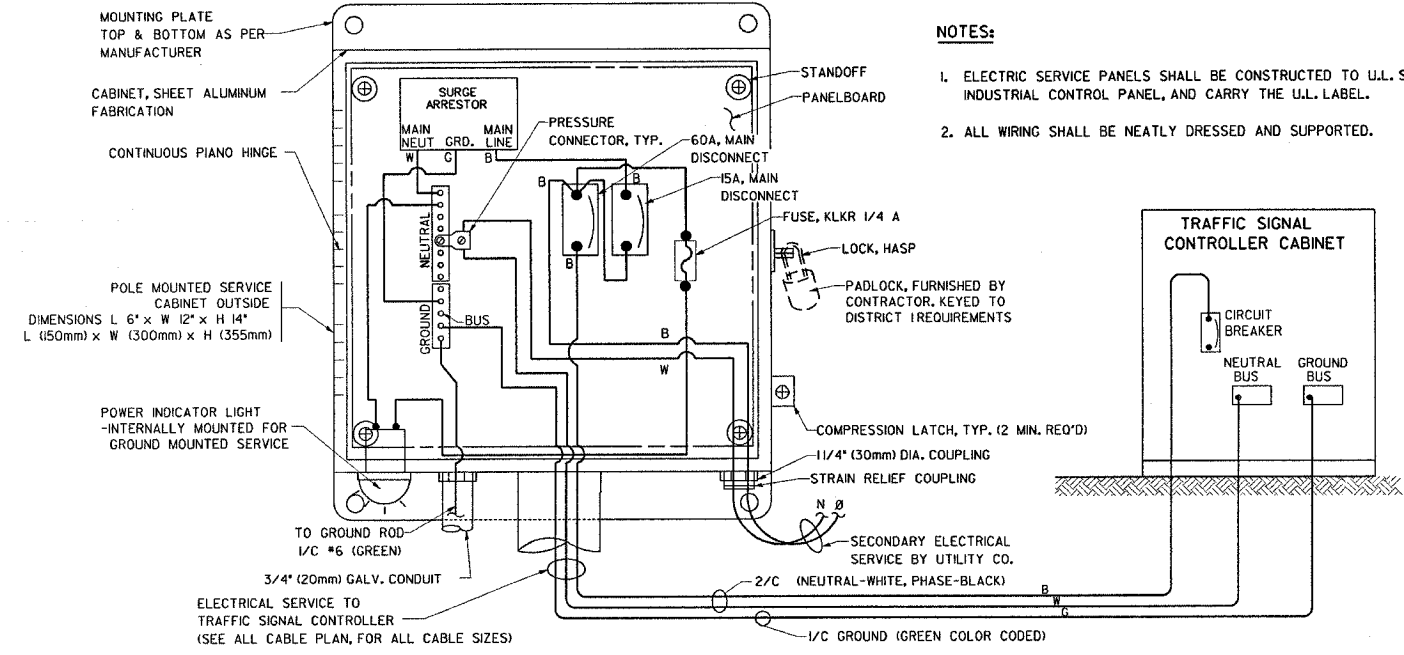 MOUNTING PLATE
TOP & BOTTOM AS PER
MANUFACTURER
CABINET, SHEET ALUMINUM
FABRICATION
CONTINUOUS PIANO HINGE
POLE MOUNTED SERVICE
CABINET OUTSIDE
DIMENSIONS L 6" x W 12" x H 14"
L (150mm) x W (300mm) x H (355mm)
POWER INDICATOR LIGHT
-INTERNALLY MOUNTED FOR
GROUND MOUNTED SERVICE
SURGE
ARRESTOR
MAIN
NEUT
GRD.
MAIN
LINE
W
G
B
PRESSURE
CONNECTOR, TYP.
NEUTRAL
GROUND
BUS
B
B
B
B
W
STANDOFF
PANELBOARD
60A, MAIN
DISCONNECT
15A, MAIN
DISCONNECT
FUSE, KLKR 1/4 A
LOCK, HASP
PADLOCK, FURNISHED BY
CONTRACTOR. KEYED TO
DISTRICT 1 REQUIREMENTS
COMPRESSION LATCH, TYP. (2 MIN. REQ'D)
1 1/4" (30mm) DIA. COUPLING
STRAIN RELIEF COUPLING
N Ø
SECONDARY ELECTRICAL
SERVICE BY UTILITY CO.
TO GROUND ROD
1/C #6 (GREEN)
3/4" (20mm) GALV. CONDUIT
ELECTRICAL SERVICE TO
TRAFFIC SIGNAL CONTROLLER
(SEE ALL CABLE PLAN, FOR ALL CABLE SIZES)
2/C (NEUTRAL-WHITE, PHASE-BLACK)
B
W
G
1/C GROUND (GREEN COLOR CODED)
NOTES:
1. ELECTRIC SERVICE PANELS SHALL BE CONSTRUCTED TO U.L. S
INDUSTRIAL CONTROL PANEL, AND CARRY THE U.L. LABEL.
2. ALL WIRING SHALL BE NEATLY DRESSED AND SUPPORTED.
TRAFFIC SIGNAL
CONTROLLER CABINET
CIRCUIT
BREAKER
NEUTRAL
BUS
GROUND
BUS